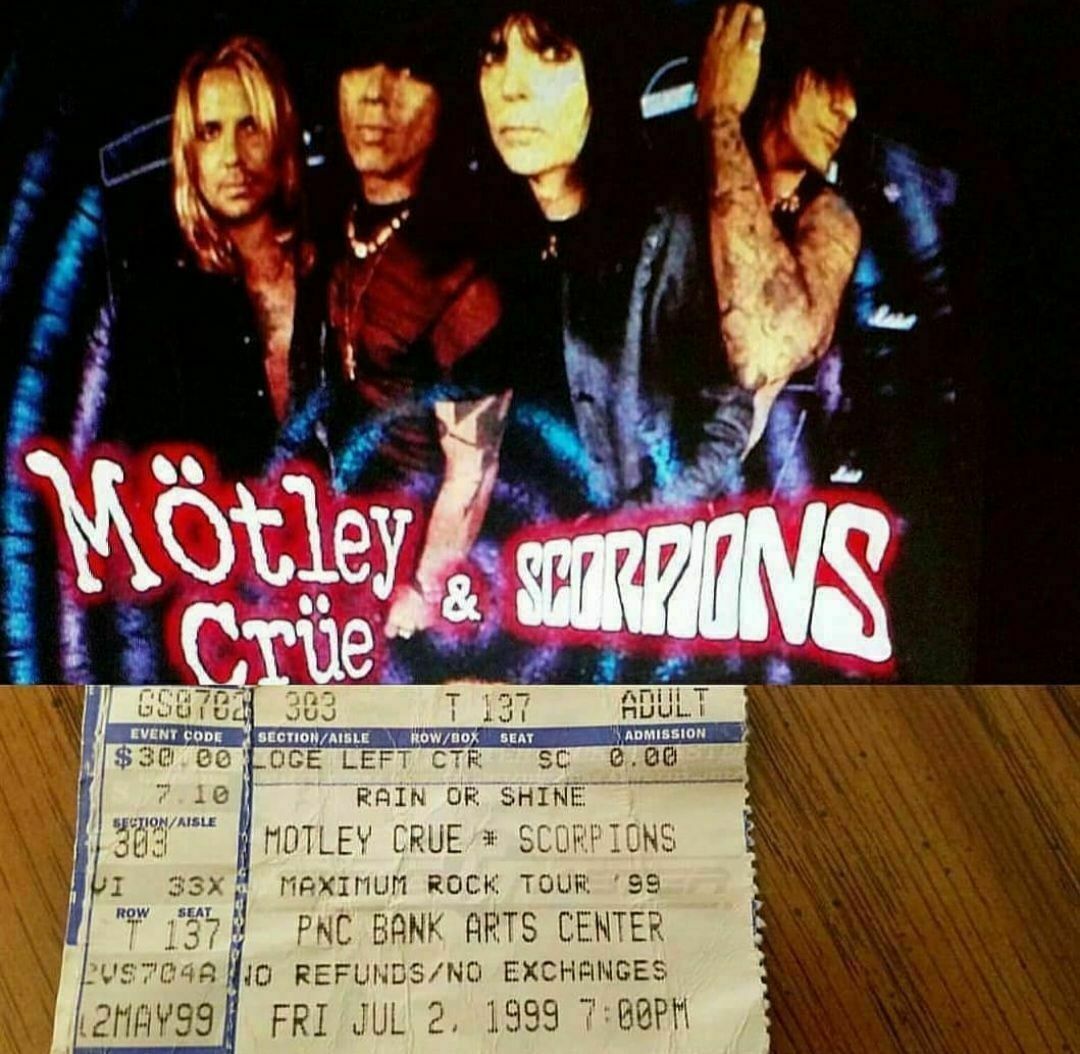 Mötley
Crüe
& SCORPIONS
GS0702 303 T 137 ADULT
EVENT CODE SECTION/AISLE ROW/BOX SEAT ADMISSION
$30.00 LOGE LEFT CTR SC 0.00
7.10 RAIN OR SHINE
SECTION/AISLE
303 MOTLEY CRUE * SCORPIONS
VI 33X MAXIMUM ROCK TOUR '99
ROW SEAT
T 137 PNC BANK ARTS CENTER
2VS704A NO REFUNDS/NO EXCHANGES
2MAY99 FRI JUL 2, 1999 7:00PM